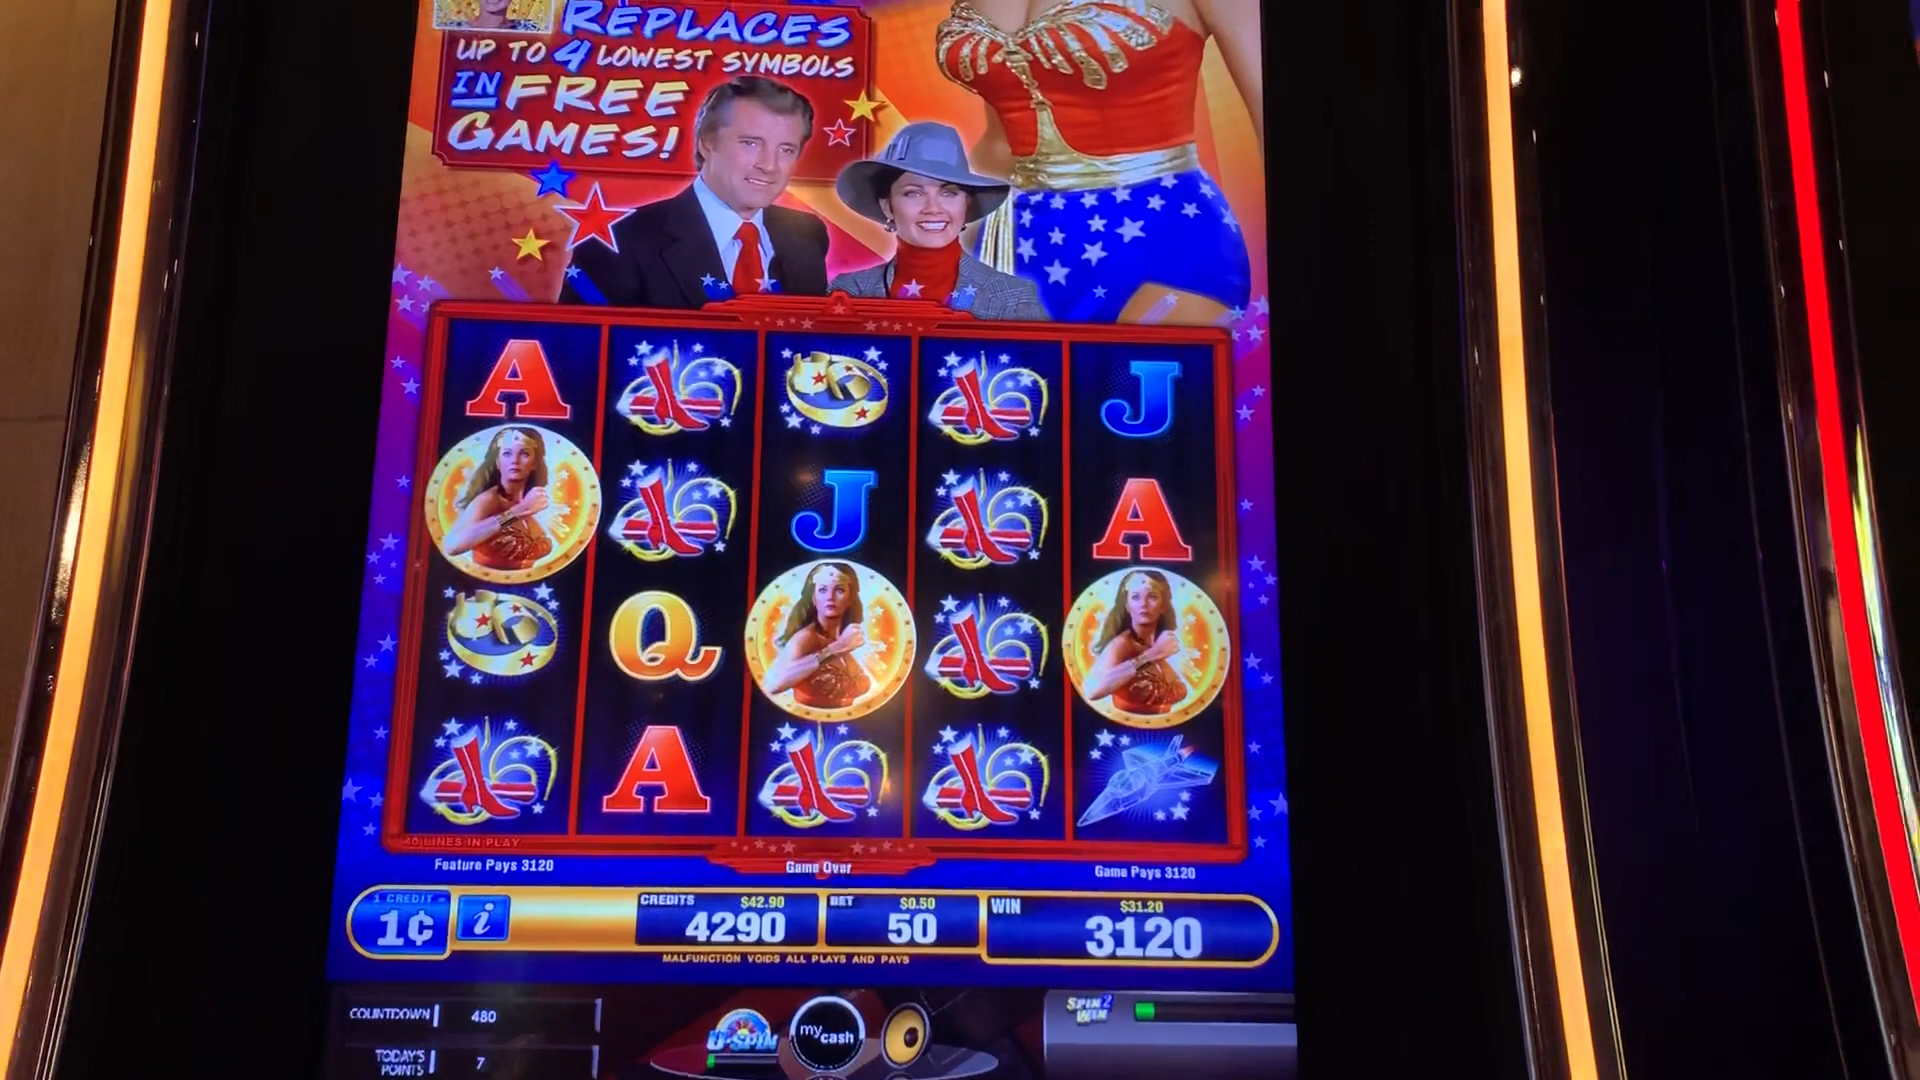 REPLACES
UP TO 4 LOWEST SYMBOLS
IN FREE
GAMES!
A
J
J
A
Q
A
40 LINES IN PLAY
Feature Pays 3120
Game Over
Game Pays 3120
1 CREDIT =
1¢
i
CREDITS
$42.90
4290
BET
$0.50
50
WIN
$31.20
3120
MALFUNCTION VOIDS ALL PLAYS AND PAYS
COUNTDOWN
480
TODAY'S
POINTS
7
U-SPIN
my
cash
SPIN 2
WIN